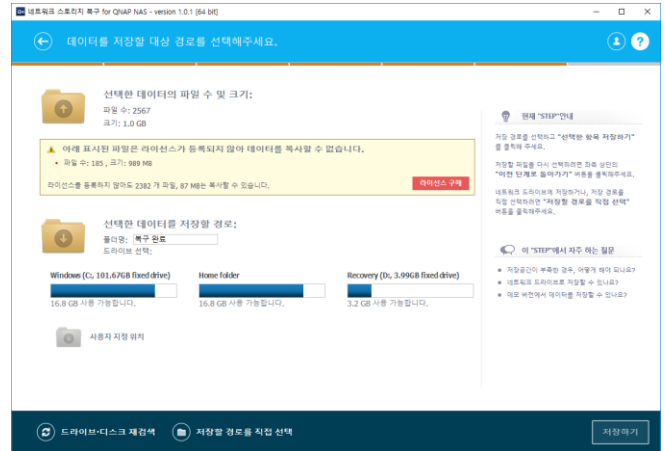 네트워크 스토리지 복구 for QNAP NAS - version 1.0.1 [64 bit]
데이터를 저장할 대상 경로를 선택해주세요.
선택한 데이터의 파일 수 및 크기:
파일 수: 2567
크기: 1.0 GB
아래 표시된 파일은 라이선스가 등록되지 않아 데이터를 복사할 수 없습니다.
파일 수: 185 , 크기: 989 MB
라이선스를 등록하지 않아도 2382 개 파일, 87 MB는 복사할 수 있습니다.
라이선스 구매
선택한 데이터를 저장할 경로:
폴더명: 복구 완료
드라이브 선택:
Windows (C:, 101.67GB fixed drive)
16.8 GB 사용 가능합니다.
Home folder
16.8 GB 사용 가능합니다.
Recovery (D:, 3.99GB fixed drive)
3.2 GB 사용 가능합니다.
사용자 지정 위치
현재 "STEP"안내
저장 경로를 선택하고 "선택한 항목 저장하기"
를 클릭해 주세요.
저장할 파일을 다시 선택하려면 좌측 상단의
"이전 단계로 돌아가기" 버튼을 클릭해주세요.
네트워크 드라이브에 저장하거나, 저장 경로를
직접 선택하려면 "저장할 경로를 직접 선택"
버튼을 클릭해주세요.
이 "STEP"에서 자주 하는 질문
저장공간이 부족한 경우, 어떻게 해야 되나요?
네트워크 드라이브로 저장할 수 있나요?
데모 버전에서 데이터를 저장할 수 있나요?
드라이브·디스크 재검색
저장할 경로를 직접 선택
저장하기